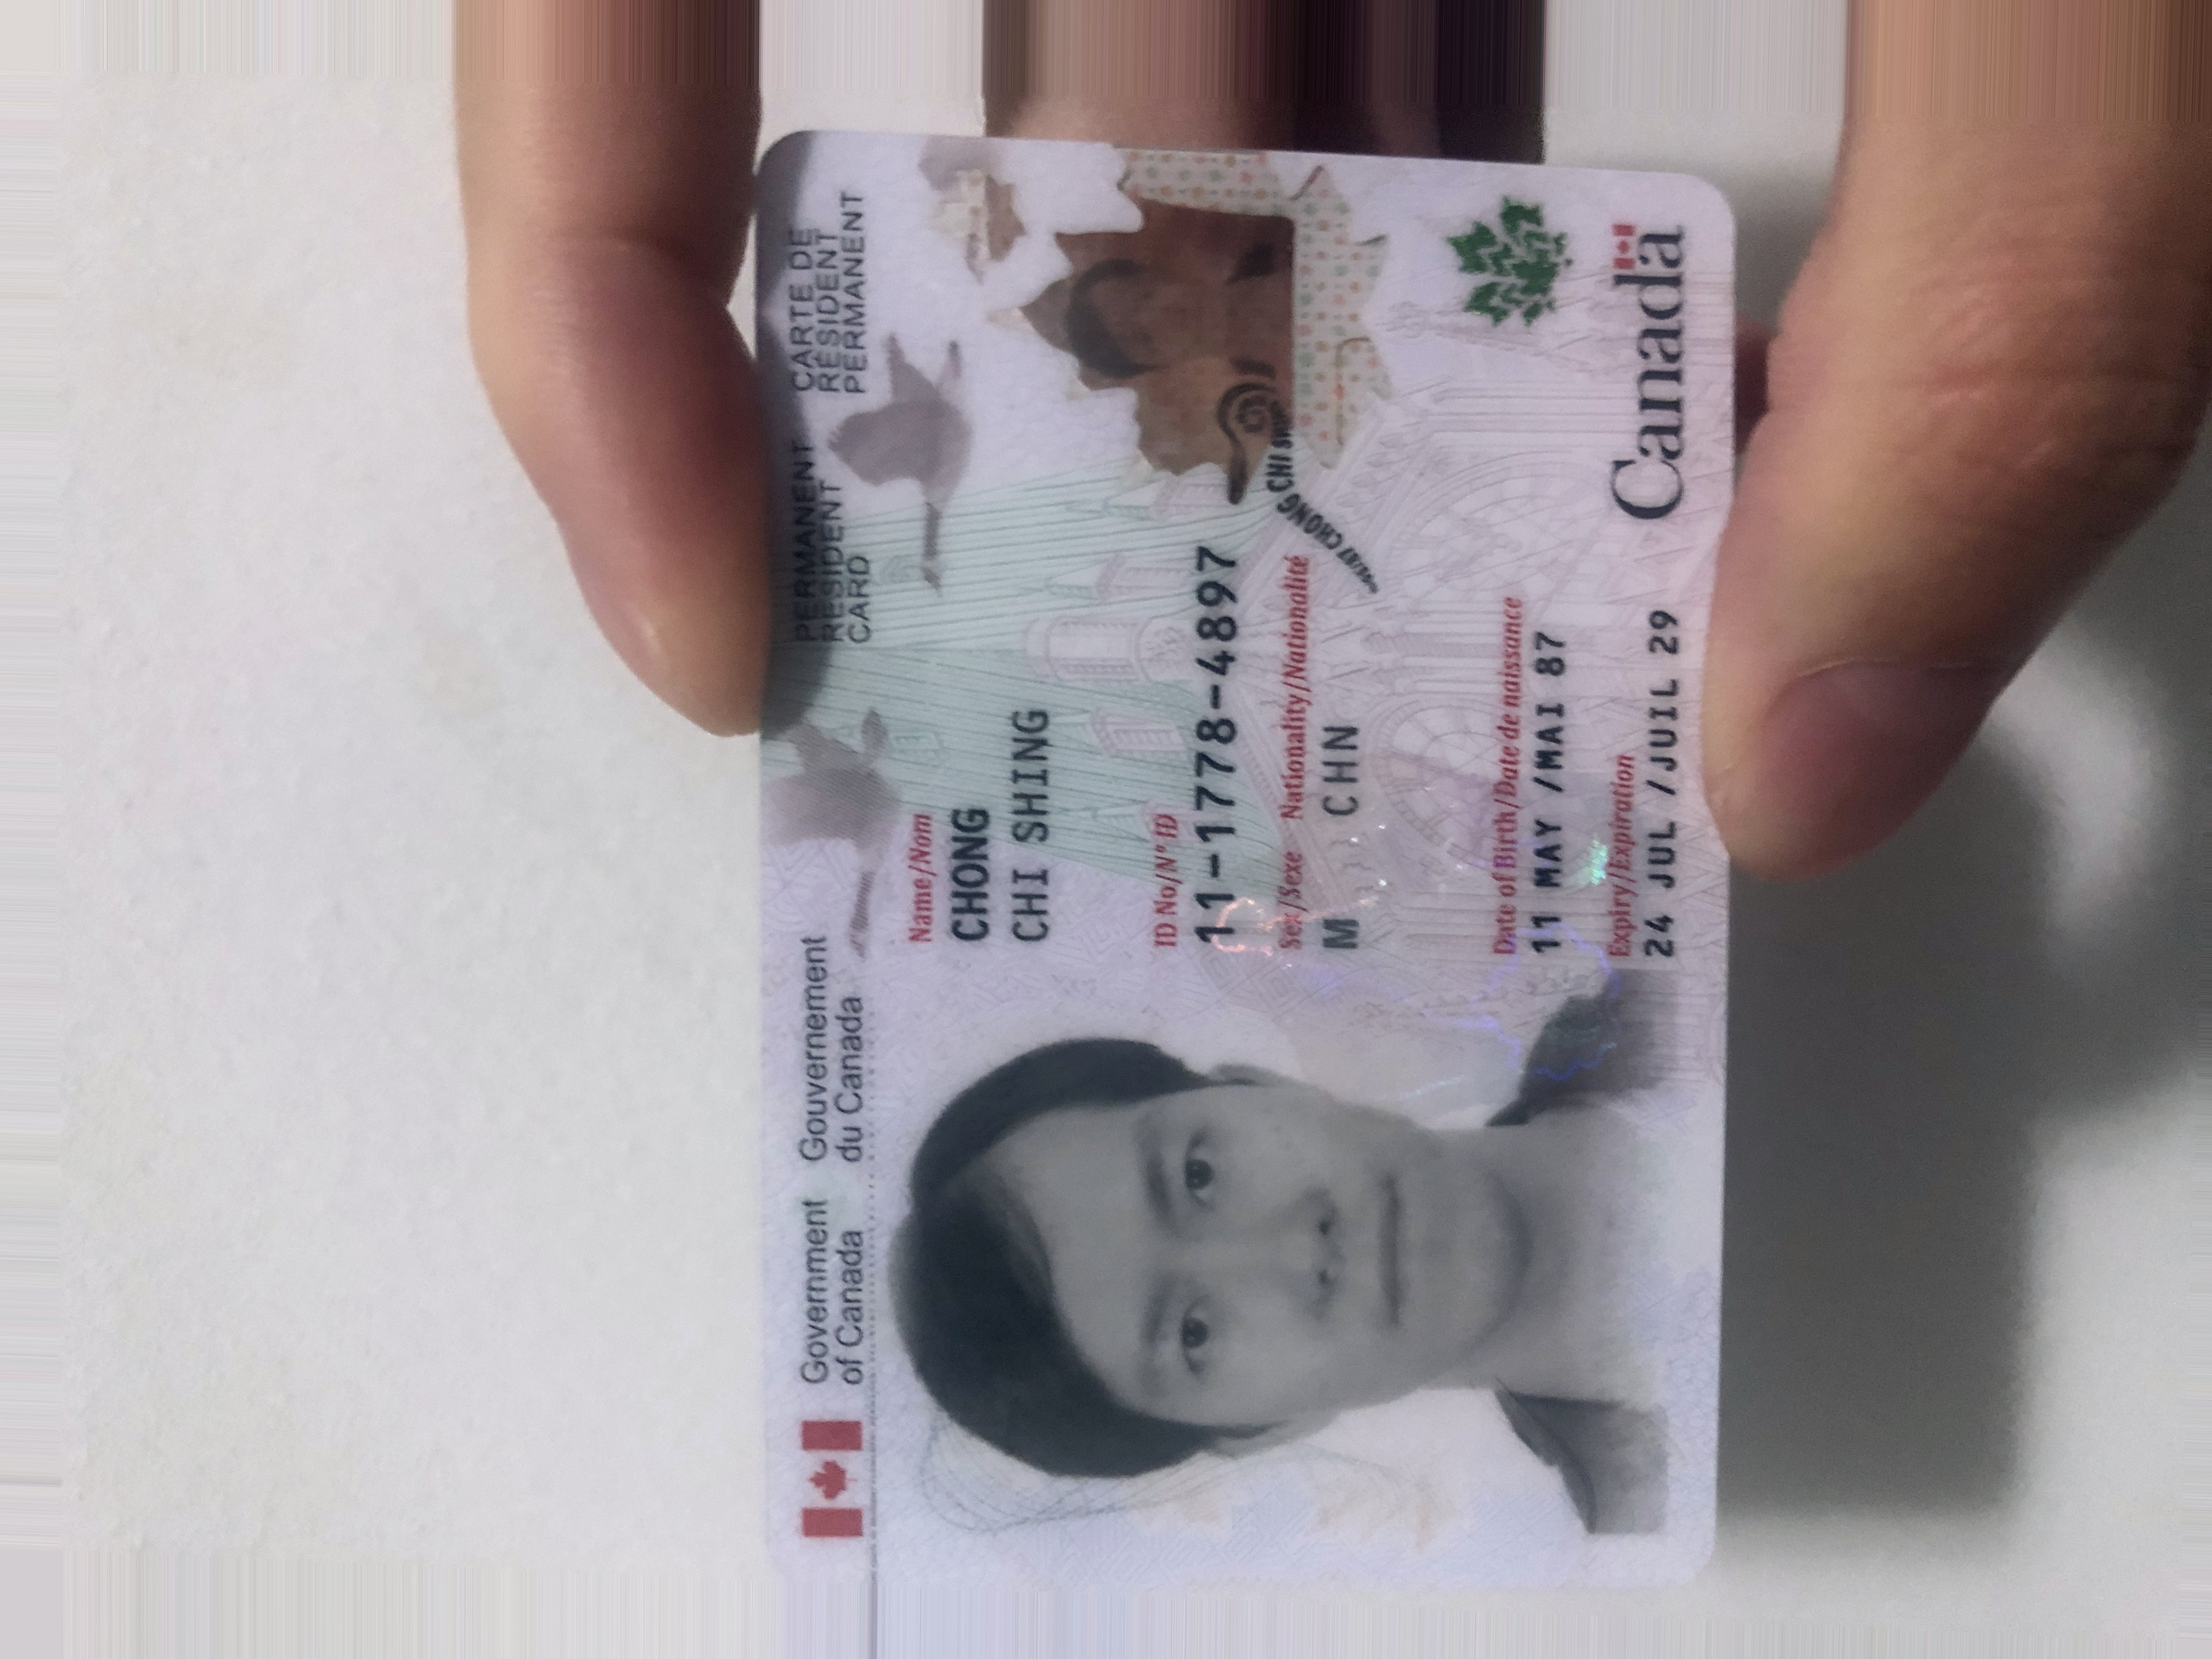 Government of Canada
Gouvernement du Canada
PERMANENT RESIDENT CARD
CARTE DE RÉSIDENT PERMANENT
Name/Nom
CHONG
CHI SHING
ID No/Nº ID
11-1778-4897
Sex/Sexe Nationality/Nationalité
M CHN
CHONG CHI
Date of Birth/Date de naissance
11 MAY /MAI 87
Expiry/Expiration
24 JUL /JUIL 29
Canada